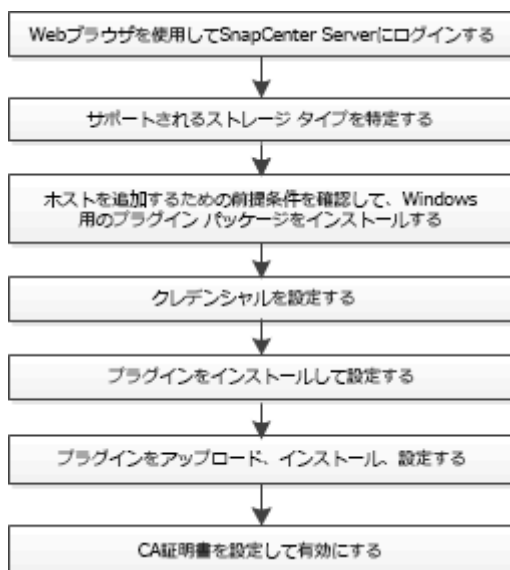 Webブラウザを使用してSnapCenter Serverにログインする
サポートされるストレージ タイプを特定する
ホストを追加するための前提条件を確認して、Windows
用のプラグイン パッケージをインストールする
クレデンシャルを設定する
プラグインをインストールして設定する
プラグインをアップロード、インストール、設定する
CA証明書を設定して有効にする